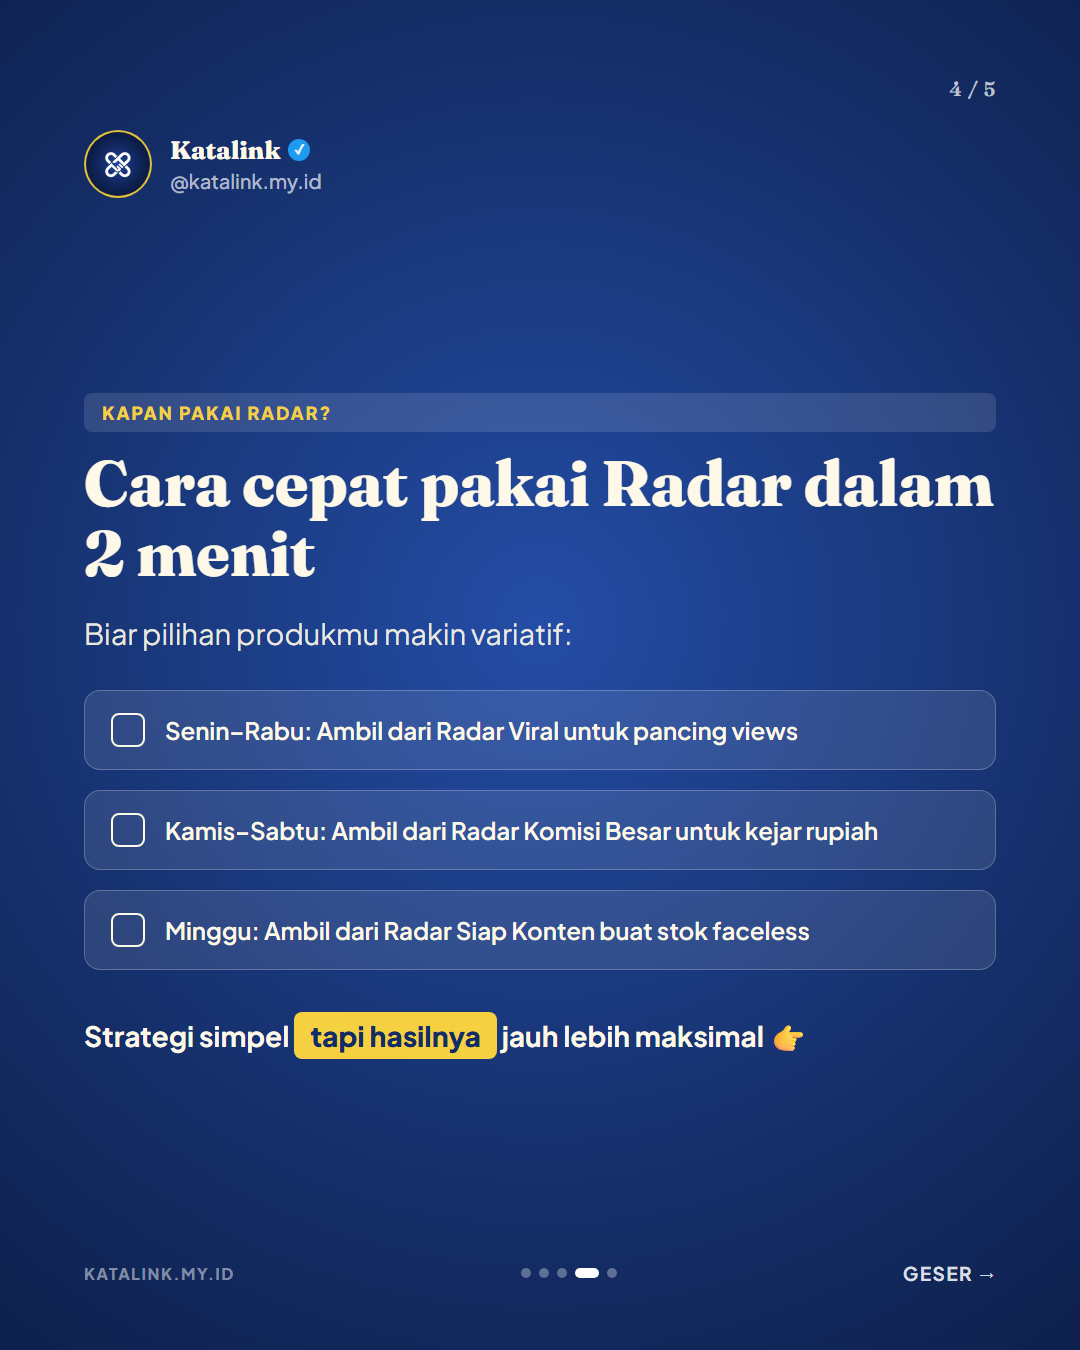 4 / 5
Katalink
@katalink.my.id
KAPAN PAKAI RADAR?
Cara cepat pakai Radar dalam
2 menit
Biar pilihan produkmu makin variatif:
Senin–Rabu: Ambil dari Radar Viral untuk pancing views
Kamis–Sabtu: Ambil dari Radar Komisi Besar untuk kejar rupiah
Minggu: Ambil dari Radar Siap Konten buat stok faceless
Strategi simpel tapi hasilnya jauh lebih maksimal 👉
KATALINK.MY.ID
GESER →